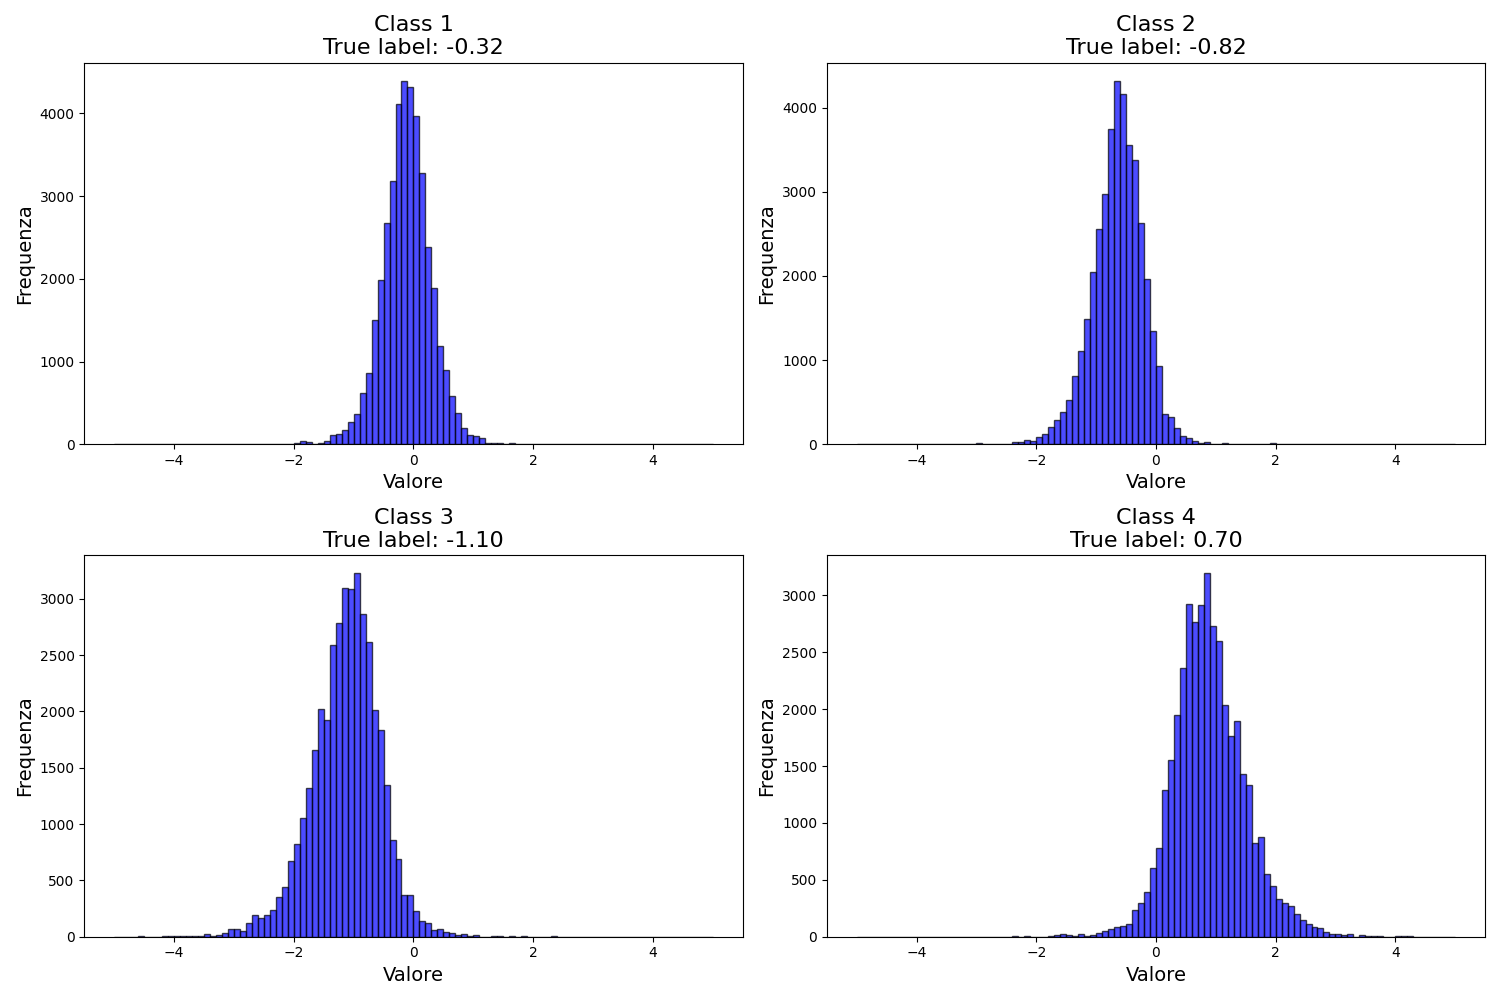 Class 1
True label: -0.32
Frequenza
4000
3000
2000
1000
0
−4 −2 0 2 4
Valore
Class 2
True label: -0.82
Frequenza
4000
3000
2000
1000
0
−4 −2 0 2 4
Valore
Class 3
True label: -1.10
Frequenza
3000
2500
2000
1500
1000
500
0
−4 −2 0 2 4
Valore
Class 4
True label: 0.70
Frequenza
3000
2500
2000
1500
1000
500
0
−4 −2 0 2 4
Valore